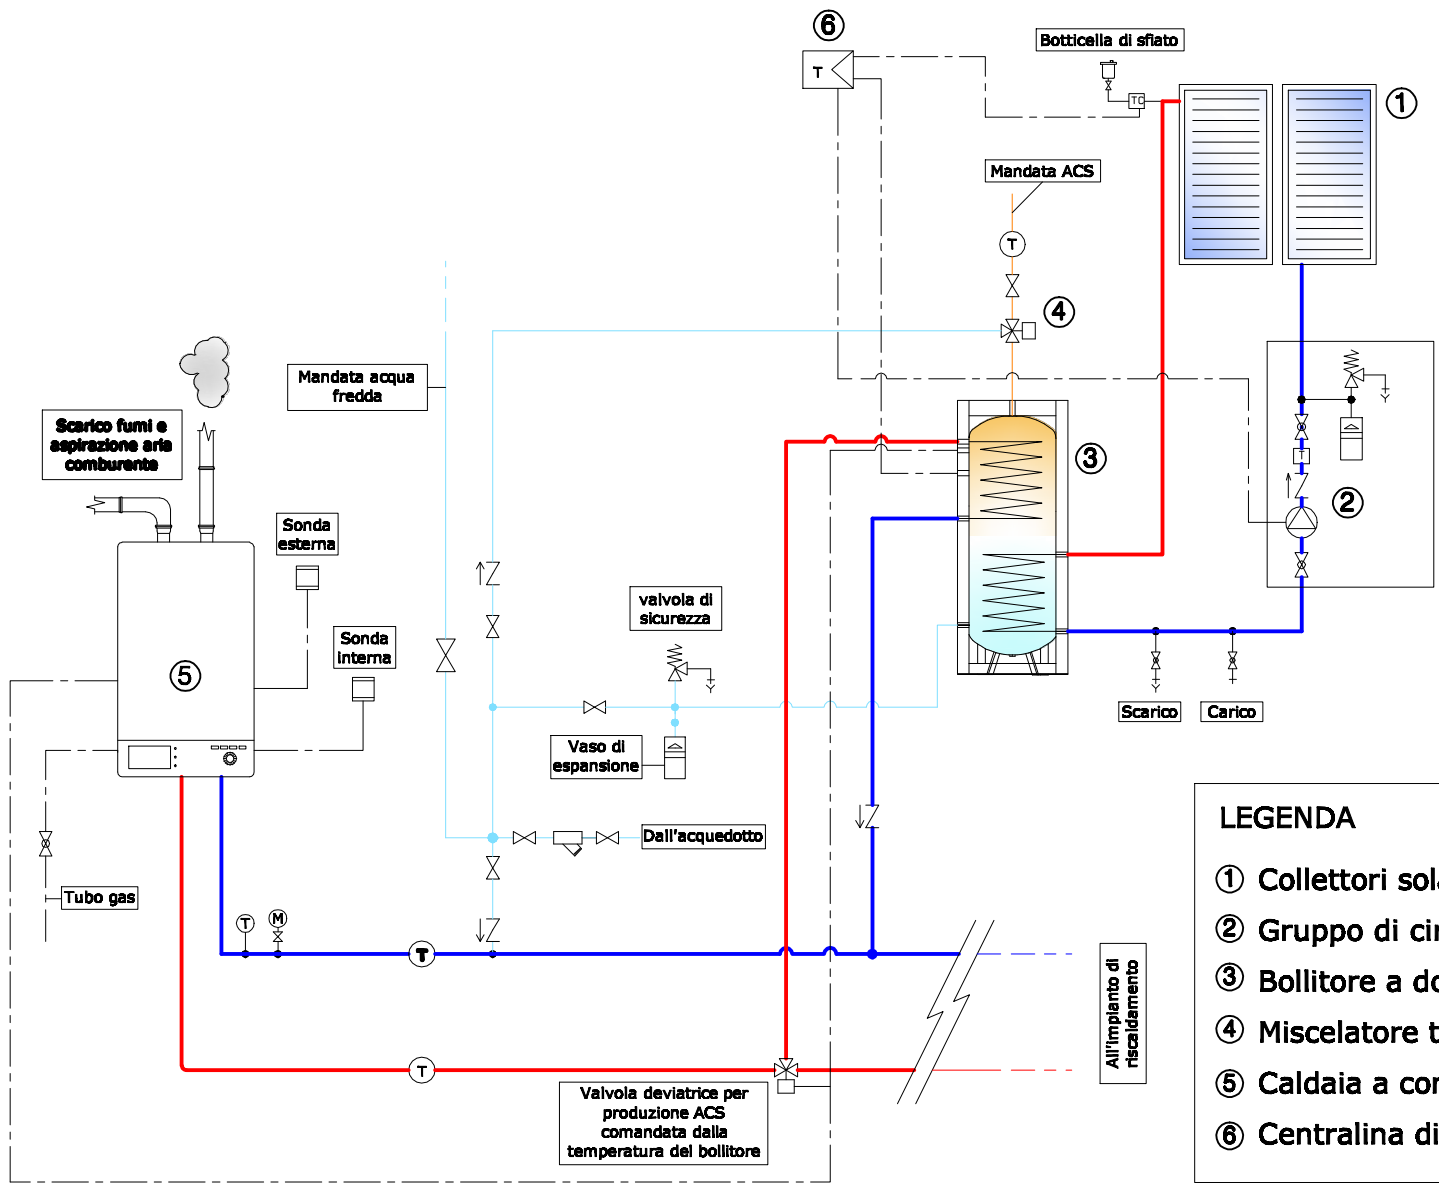 6
Botticella di sfiato
T
TC
1
Mandata ACS
T
4
Mandata acqua
fredda
Scarico fumi e
aspirazione aria
comburente
3
2
Sonda
esterna
valvola di
sicurezza
Sonda
interna
5
Scarico
Carico
Vaso di
espansione
Dall'acquedotto
Tubo gas
T
M
T
T
All'impianto di
riscaldamento
Valvola deviatrice per
produzione ACS
comandata dalla
temperatura del bollitore
LEGENDA
1 Collettori sol
2 Gruppo di cir
3 Bollitore a do
4 Miscelatore t
5 Caldaia a con
6 Centralina di